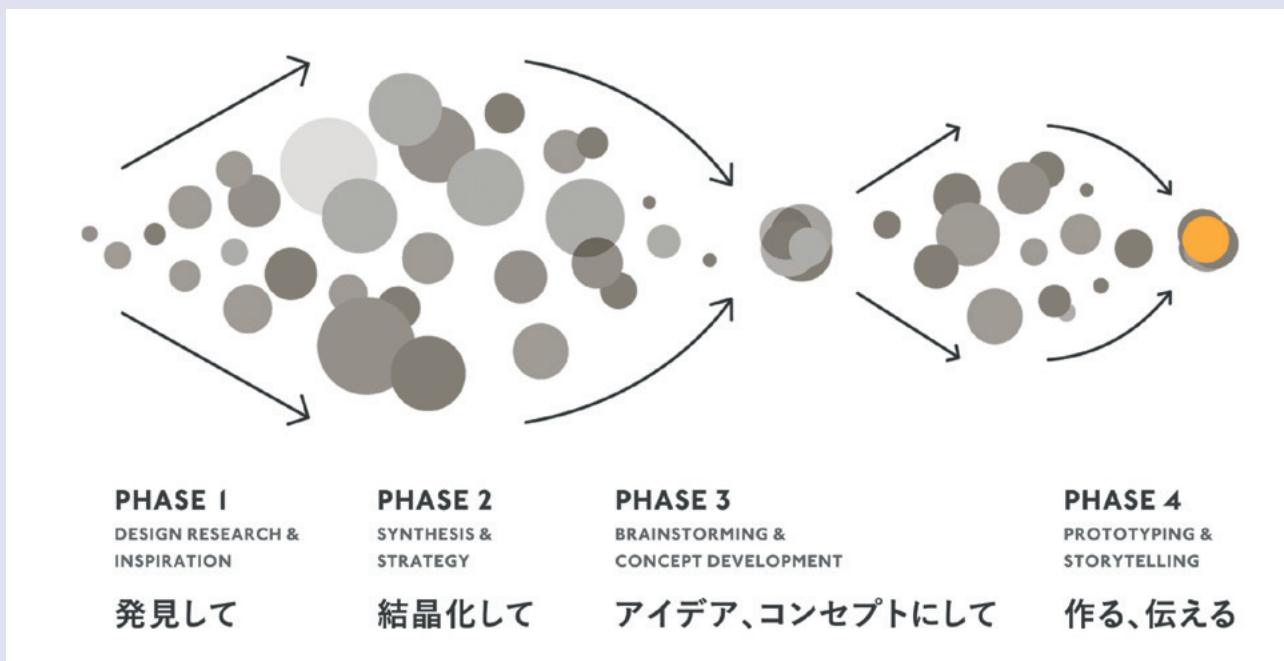 PHASE 1
DESIGN RESEARCH &
INSPIRATION
発見して
PHASE 2
SYNTHESIS &
STRATEGY
結晶化して
PHASE 3
BRAINSTORMING &
CONCEPT DEVELOPMENT
アイデア、コンセプトにして
PHASE 4
PROTOTYPING &
STORYTELLING
作る、伝える